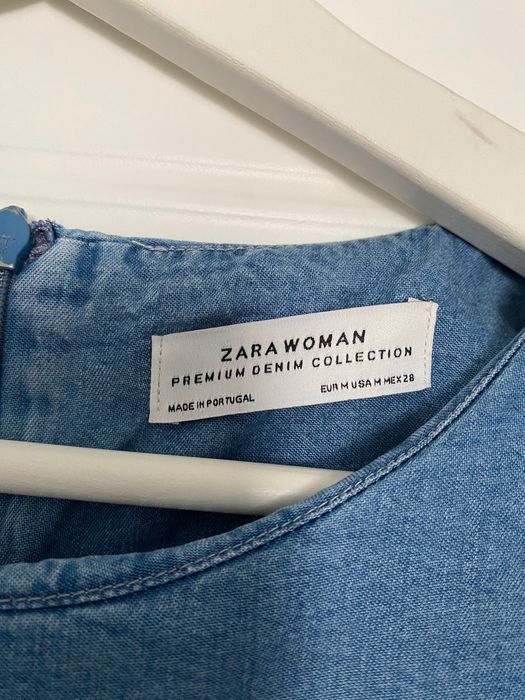 ZARA WOMAN
PREMIUM DENIM COLLECTION
MADE IN PORTUGAL EUR M USA M MEX 28